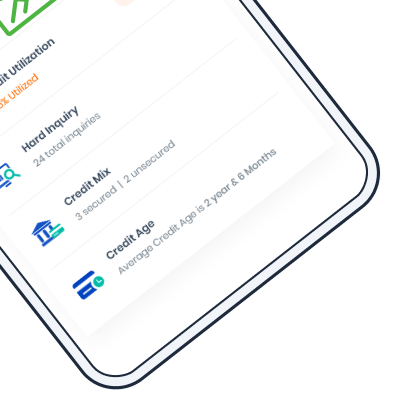 Utilization
% Utilized
Hard Inquiry
24 total inquiries
Credit Mix
3 secured | 2 unsecured
Credit Age
Average Credit Age is 2 year & 6 Months